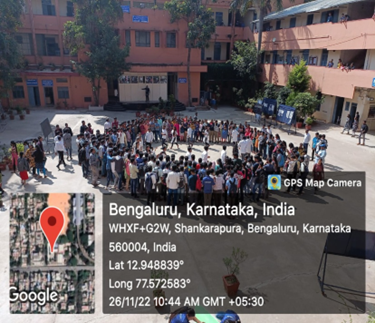 GPS Map Camera
Bengaluru, Karnataka, India
WHXF+G2W, Shankarapura, Bengaluru, Karnataka
560004, India
Lat 12.948839°
Long 77.572583°
26/11/22 10:44 AM GMT +05:30
Google